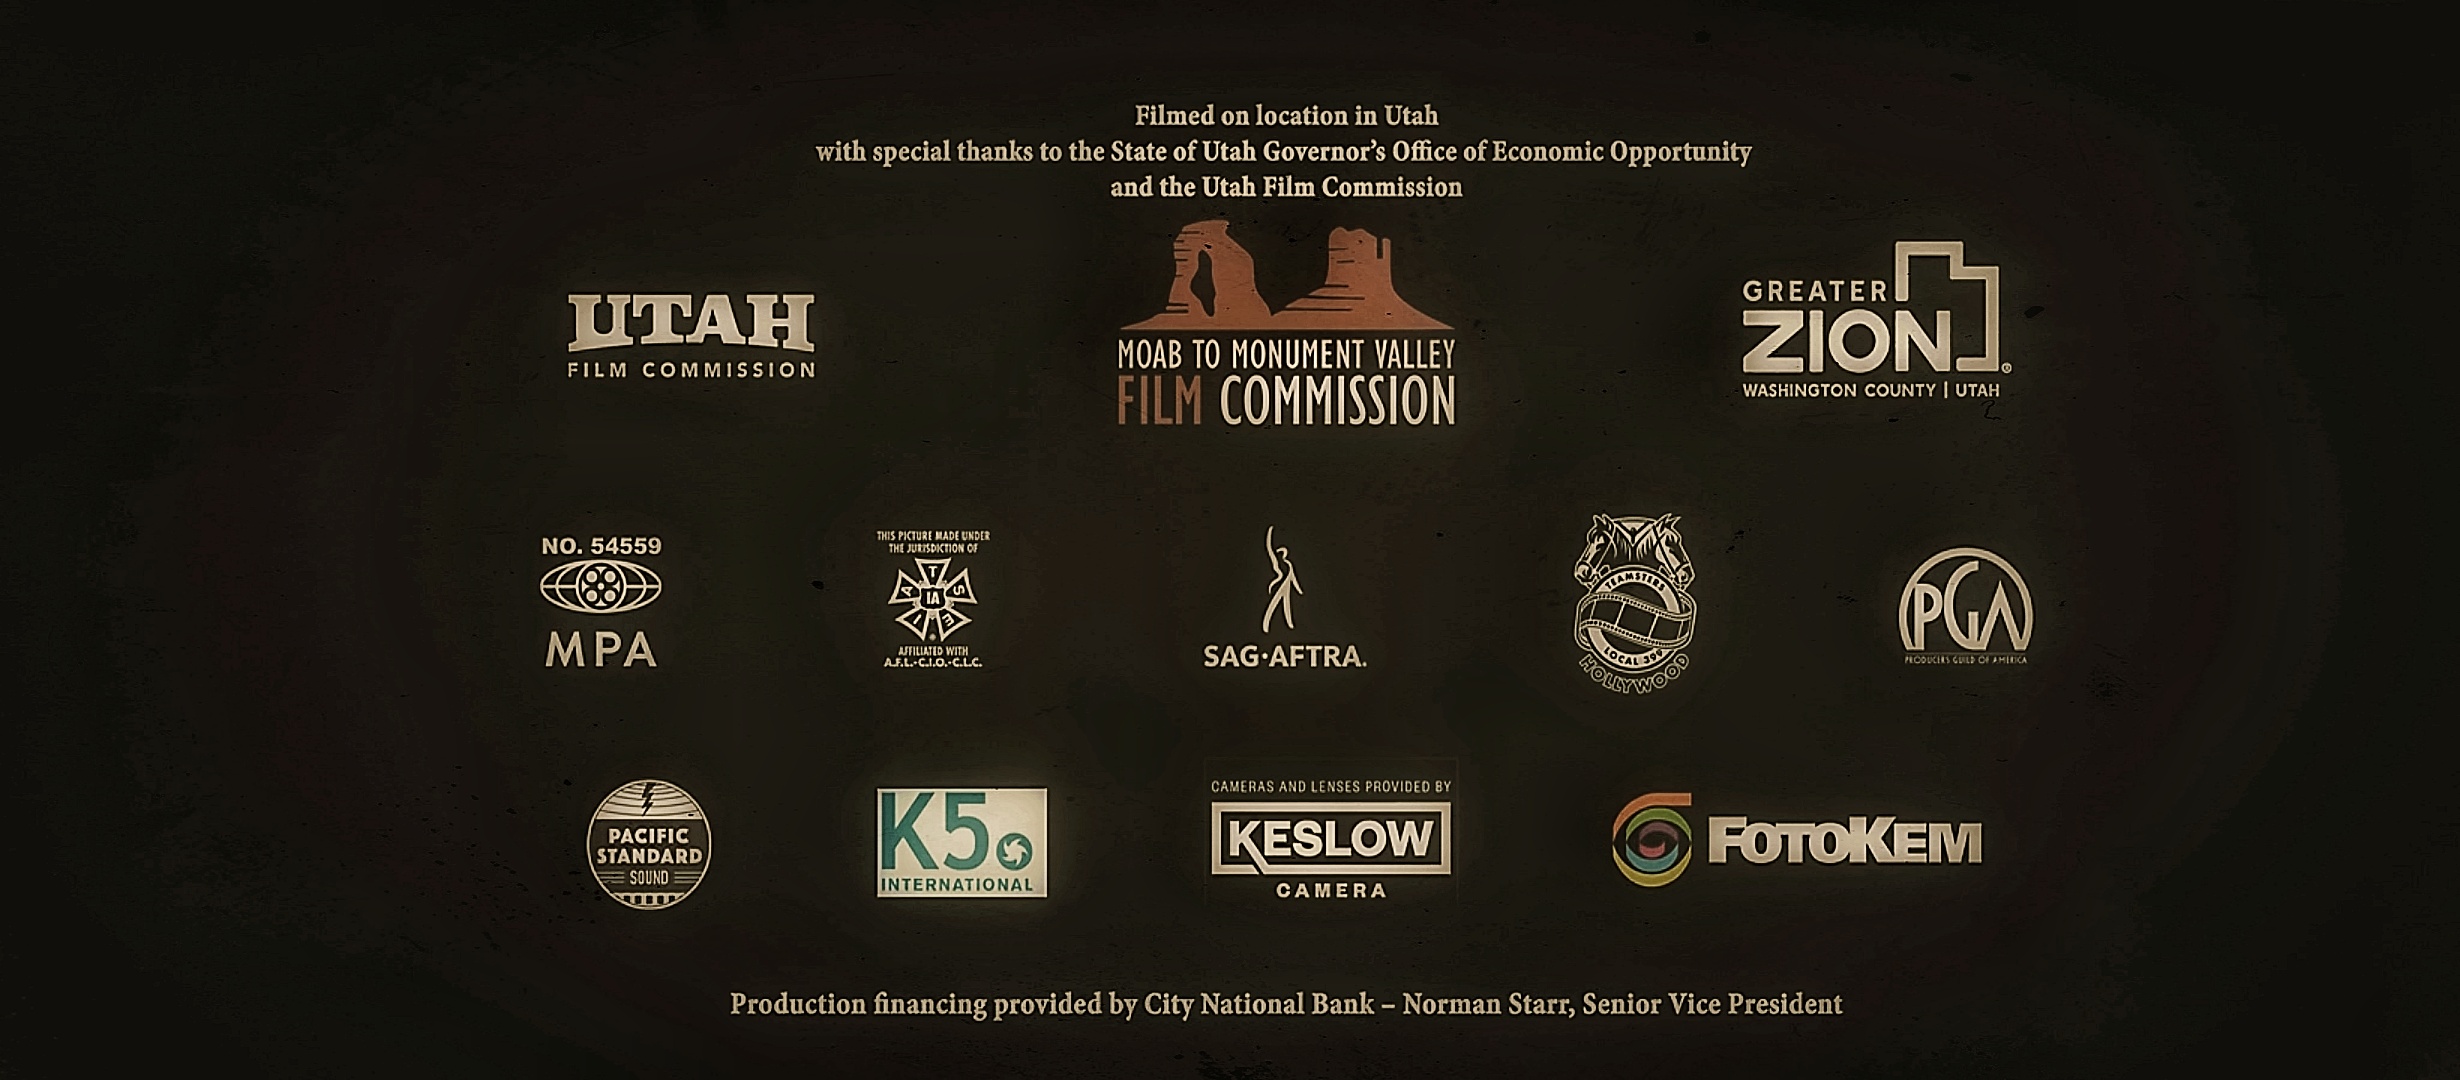 Filmed on location in Utah
with special thanks to the State of Utah Governor's Office of Economic Opportunity
and the Utah Film Commission
UTAH
FILM COMMISSION
MOAB TO MONUMENT VALLEY
FILM COMMISSION
GREATER
ZION®
WASHINGTON COUNTY | UTAH
NO. 54559
MPA
THIS PICTURE MADE UNDER
THE JURISDICTION OF
I A T S E
IA
AFFILIATED WITH
A.F.L.-C.I.O.-C.L.C.
SAG·AFTRA.
TEAMSTERS
LOCAL 399
HOLLYWOOD
PGA
PRODUCERS GUILD OF AMERICA
PACIFIC
STANDARD
SOUND
K5
INTERNATIONAL
CAMERAS AND LENSES PROVIDED BY
KESLOW
CAMERA
FOTOKEM
Production financing provided by City National Bank – Norman Starr, Senior Vice President